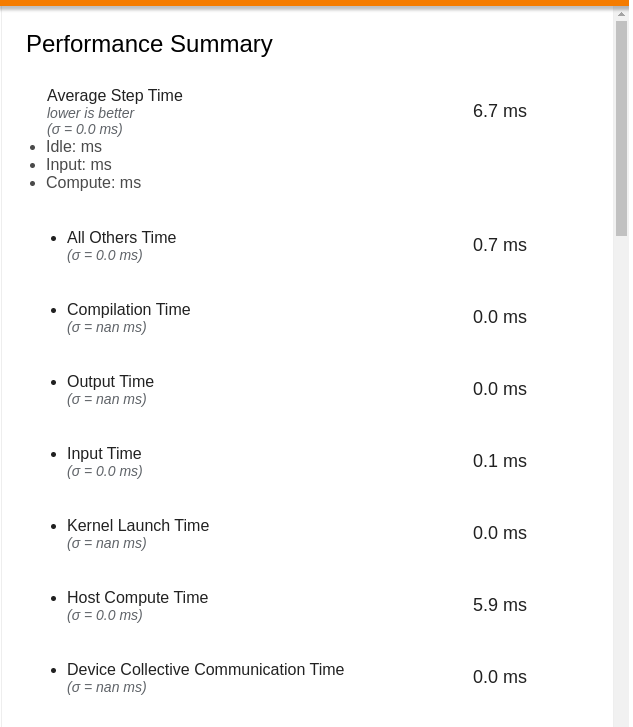 Performance Summary
Average Step Time
lower is better
(σ = 0.0 ms)
6.7 ms
• Idle: ms
• Input: ms
• Compute: ms
• All Others Time
(σ = 0.0 ms)
0.7 ms
• Compilation Time
(σ = nan ms)
0.0 ms
• Output Time
(σ = nan ms)
0.0 ms
• Input Time
(σ = 0.0 ms)
0.1 ms
• Kernel Launch Time
(σ = nan ms)
0.0 ms
• Host Compute Time
(σ = 0.0 ms)
5.9 ms
• Device Collective Communication Time
(σ = nan ms)
0.0 ms